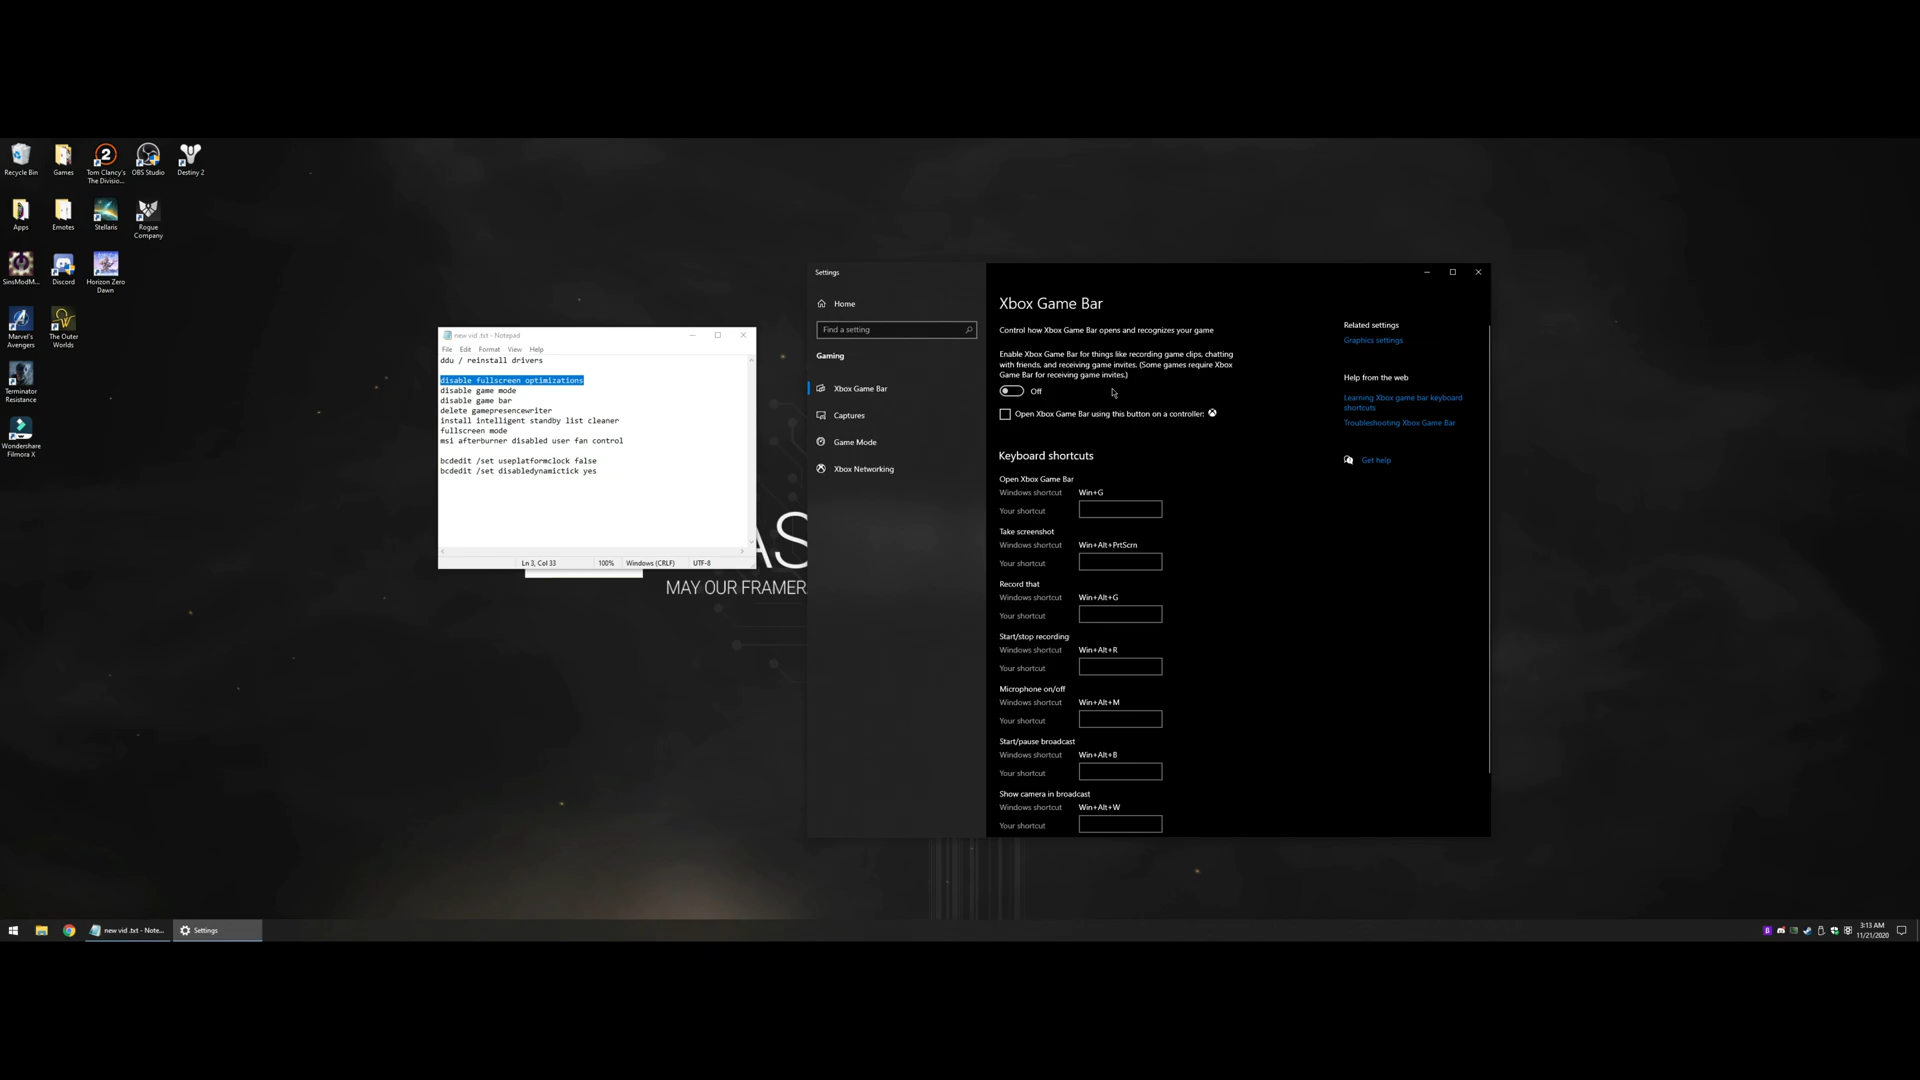 Recycle Bin
Games
Tom Clancy's
The Divisio...
OBS Studio
Destiny 2
Apps
Emotes
Stellaris
Rogue
Company
SinsModM...
Discord
Horizon Zero
Dawn
Marvel's
Avengers
The Outer
Worlds
Terminator
Resistance
Wondershare
Filmora X
new vid .txt - Notepad
File Edit Format View Help
ddu / reinstall drivers
disable fullscreen optimizations
disable game mode
disable game bar
delete gamepresencewriter
install intelligent standby list cleaner
fullscreen mode
msi afterburner disabled user fan control
bcdedit /set useplatformclock false
bcdedit /set disabledynamictick yes
Ln 3, Col 33 100% Windows (CRLF) UTF-8
AS
MAY OUR FRAMER
Settings
Home
Find a setting
Gaming
Xbox Game Bar
Captures
Game Mode
Xbox Networking
Xbox Game Bar
Control how Xbox Game Bar opens and recognizes your game
Enable Xbox Game Bar for things like recording game clips, chatting
with friends, and receiving game invites. (Some games require Xbox
Game Bar for receiving game invites.)
Off
Open Xbox Game Bar using this button on a controller:
Keyboard shortcuts
Open Xbox Game Bar
Windows shortcut Win+G
Your shortcut
Take screenshot
Windows shortcut Win+Alt+PrtScrn
Your shortcut
Record that
Windows shortcut Win+Alt+G
Your shortcut
Start/stop recording
Windows shortcut Win+Alt+R
Your shortcut
Microphone on/off
Windows shortcut Win+Alt+M
Your shortcut
Start/pause broadcast
Windows shortcut Win+Alt+B
Your shortcut
Show camera in broadcast
Windows shortcut Win+Alt+W
Your shortcut
Related settings
Graphics settings
Help from the web
Learning Xbox game bar keyboard
shortcuts
Troubleshooting Xbox Game Bar
Get help
new vid .txt - Note...
Settings
3:13 AM
11/21/2020